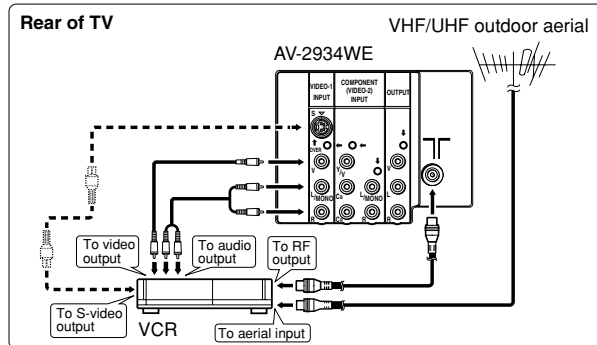 Rear of TV
VHF/UHF outdoor aerial
AV-2934WE
VIDEO-1
INPUT
COMPONENT
(VIDEO-2)
INPUT
OUTPUT
S
OVER
V
Y/V
V
L/MONO
CB
L/MONO
L
R
R
R
To video
output
To audio
output
To RF
output
To S-video
output
VCR
To aerial input